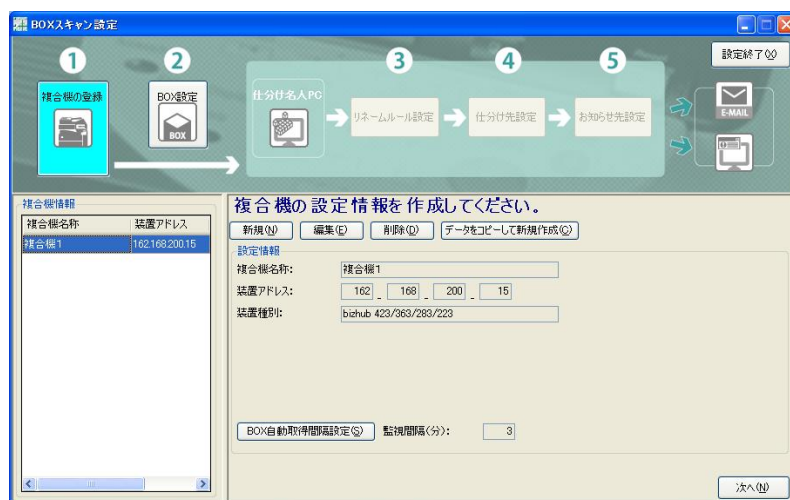 BOXスキャン設定
設定終了(X)
1
2
3
4
5
複合機の登録
BOX設定
BOX
仕分け名人PC
リネームルール設定
仕分け先設定
お知らせ先設定
E-MAIL
複合機情報
複合機名称 装置アドレス
複合機1 162.168.200.15
複合機の設定情報を作成してください。
新規(N) 編集(E) 削除(D) データをコピーして新規作成(C)
設定情報
複合機名称: 複合機1
装置アドレス: 162 . 168 . 200 . 15
装置種別: bizhub 423/363/283/223
BOX自動取得間隔設定(S) 監視間隔(分): 3
次へ(N)